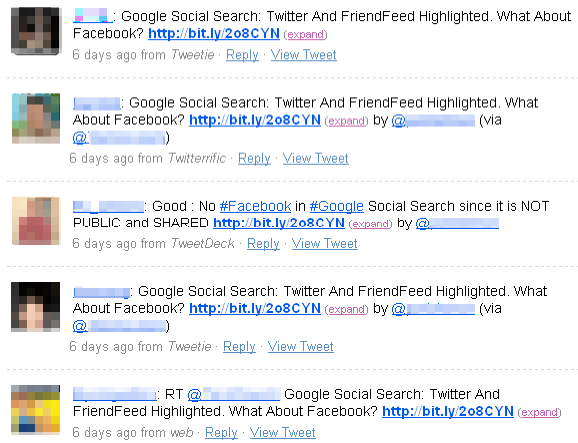 : Google Social Search: Twitter And FriendFeed Highlighted. What About
Facebook? http://bit.ly/2o8CYN (expand)
6 days ago from Tweetie · Reply · View Tweet
: Google Social Search: Twitter And FriendFeed Highlighted. What
About Facebook? http://bit.ly/2o8CYN (expand) by @ (via
@)
6 days ago from Twitterrific · Reply · View Tweet
: Good : No #Facebook in #Google Social Search since it is NOT
PUBLIC and SHARED http://bit.ly/2o8CYN (expand) by @
6 days ago from TweetDeck · Reply · View Tweet
: Google Social Search: Twitter And FriendFeed Highlighted. What
About Facebook? http://bit.ly/2o8CYN (expand) by @ (via
@)
6 days ago from Tweetie · Reply · View Tweet
: RT @ Google Social Search: Twitter And
FriendFeed Highlighted. What About Facebook? http://bit.ly/2o8CYN (expand)
6 days ago from web · Reply · View Tweet